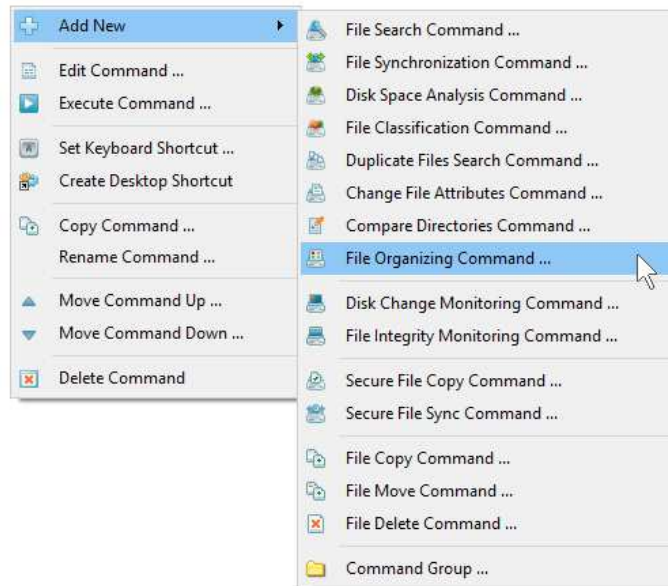 Add New
Edit Command ...
Execute Command ...
Set Keyboard Shortcut ...
Create Desktop Shortcut
Copy Command ...
Rename Command ...
Move Command Up ...
Move Command Down ...
Delete Command
File Search Command ...
File Synchronization Command ...
Disk Space Analysis Command ...
File Classification Command ...
Duplicate Files Search Command ...
Change File Attributes Command ...
Compare Directories Command ...
File Organizing Command ...
Disk Change Monitoring Command ...
File Integrity Monitoring Command ...
Secure File Copy Command ...
Secure File Sync Command ...
File Copy Command ...
File Move Command ...
File Delete Command ...
Command Group ...